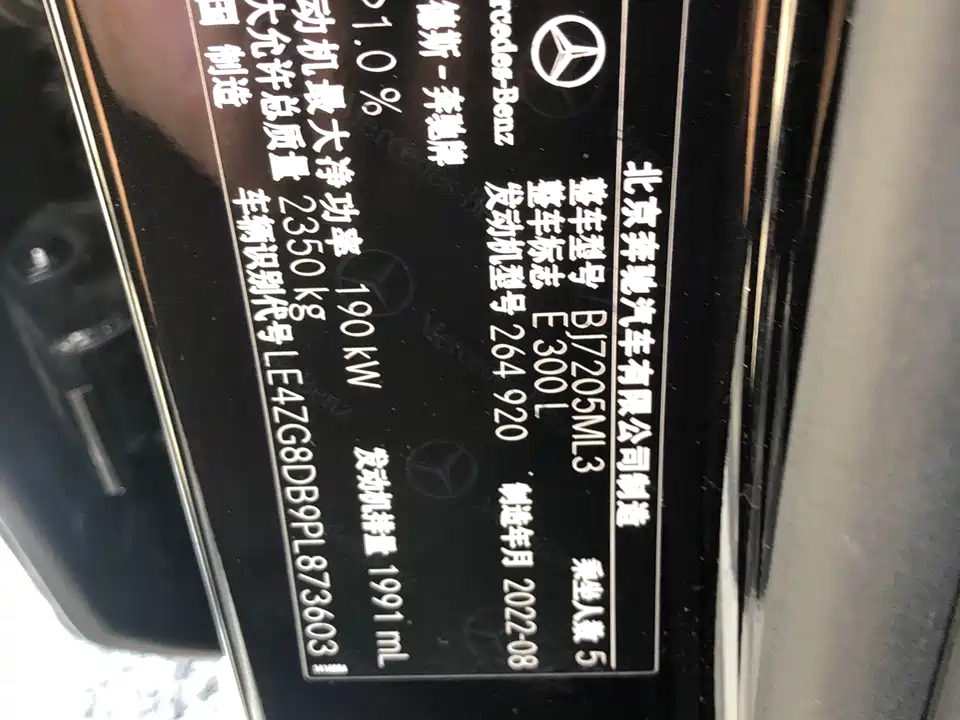 北京奔驰汽车有限公司制造
整车型号 BJ7205ML3 乘坐人数 5
整车标志 E 300 L
发动机型号 264 920 制造年月 2022-08
Mercedes-Benz
德斯-奔驰牌
1.0%
动机最大净功率 190 kW 发动机排量 1991 mL
大允许总质量 2350 kg
车辆识别代号 LE4ZG8DB9PL873603
国 制造